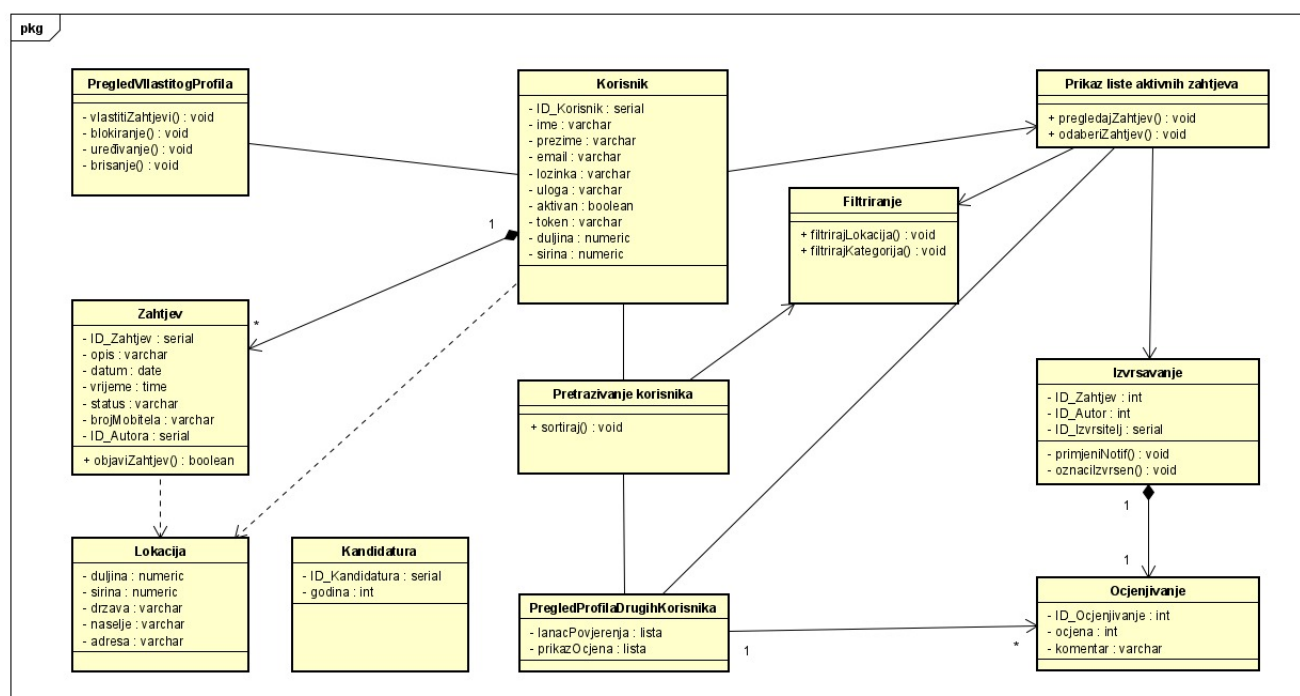 pkg
PregledVllastitogProfila
- vlastitiZahtjevi() : void
- blokiranje() : void
- uređivanje() : void
- brisanje() : void
Korisnik
- ID_Korisnik : serial
- ime : varchar
- prezime : varchar
- email : varchar
- lozinka : varchar
- uloga : varchar
- aktivan : boolean
- token : varchar
- duljina : numeric
- sirina : numeric
Prikaz liste aktivnih zahtjeva
+ pregledajZahtjev() : void
+ odaberiZahtjev() : void
Filtriranje
+ filtrirajLokacija() : void
+ filtrirajKategorija() : void
1
*
Zahtjev
- ID_Zahtjev : serial
- opis : varchar
- datum : date
- vrijeme : time
- status : varchar
- brojMobitela : varchar
- ID_Autora : serial
+ objaviZahtjev() : boolean
Pretrazivanje korisnika
+ sortiraj() : void
Izvrsavanje
- ID_Zahtjev : int
- ID_Autor : int
- ID_Izvrsitelj : serial
- primjeniNotif() : void
- oznaciIzvrsen() : void
1
1
Lokacija
- duljina : numeric
- sirina : numeric
- drzava : varchar
- naselje : varchar
- adresa : varchar
Kandidatura
- ID_Kandidatura : serial
- godina : int
PregledProfilaDrugihKorisnika
- lanacPovjerenja : lista
- prikazOcjena : lista
1
*
Ocjenjivanje
- ID_Ocjenjivanje : int
- ocjena : int
- komentar : varchar